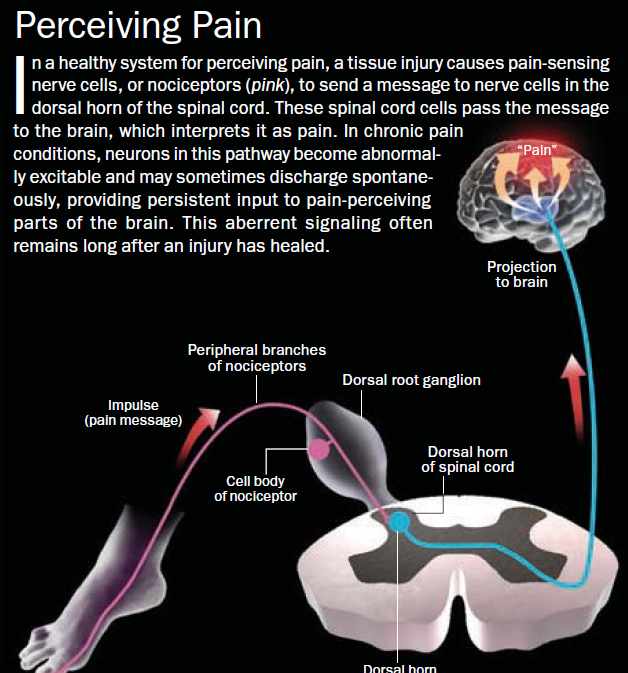 Perceiving Pain
In a healthy system for perceiving pain, a tissue injury causes pain-sensing
nerve cells, or nociceptors (pink), to send a message to nerve cells in the
dorsal horn of the spinal cord. These spinal cord cells pass the message
to the brain, which interprets it as pain. In chronic pain
conditions, neurons in this pathway become abnormal-
ly excitable and may sometimes discharge spontane-
ously, providing persistent input to pain-perceiving
parts of the brain. This aberrent signaling often
remains long after an injury has healed.
“Pain”
Projection
to brain
Peripheral branches
of nociceptors
Dorsal root ganglion
Impulse
(pain message)
Cell body
of nociceptor
Dorsal horn
of spinal cord
Dorsal horn